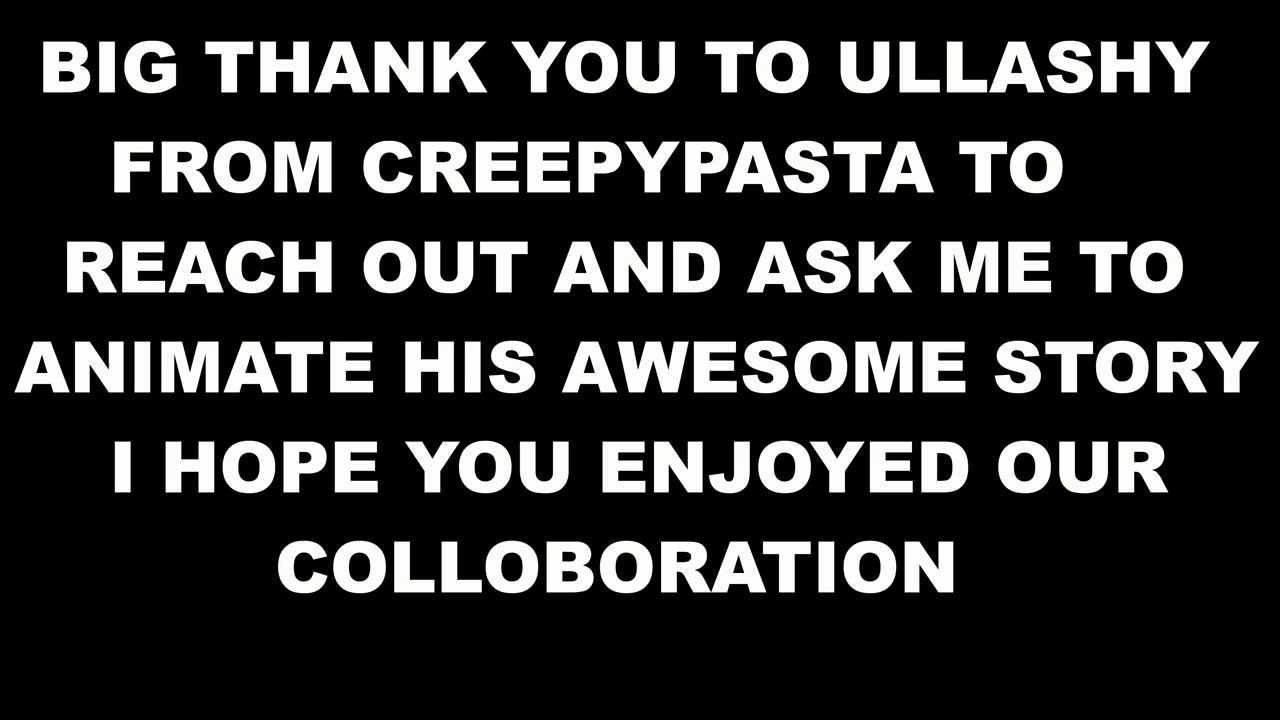 BIG THANK YOU TO ULLASHY
FROM CREEPYPASTA TO
REACH OUT AND ASK ME TO
ANIMATE HIS AWESOME STORY
I HOPE YOU ENJOYED OUR
COLLOBORATION